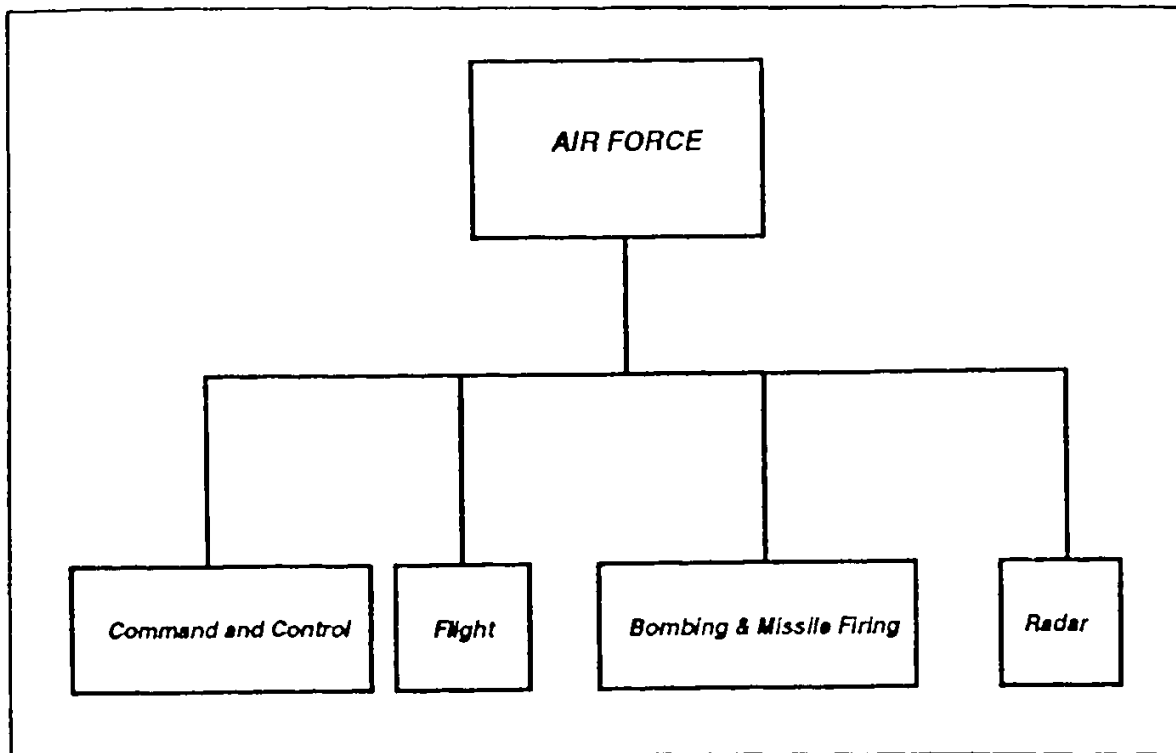 AIR FORCE
Command and Control
Flight
Bombing & Missile Firing
Radar